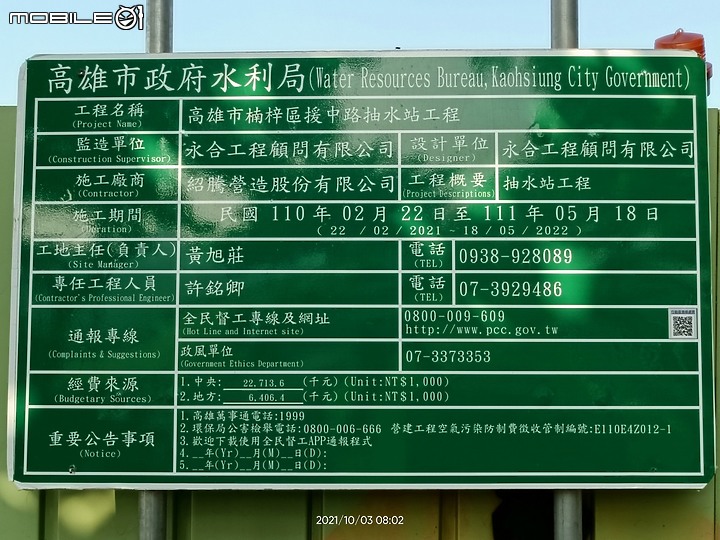 MOBILE01
高雄市政府水利局(Water Resources Bureau,Kaohsiung City Government)
工程名稱
(Project Name)
高雄市楠梓區援中路抽水站工程
監造單位
(Construction Supervisor)
永合工程顧問有限公司
設計單位
(Designer)
永合工程顧問有限公司
施工廠商
(Contractor)
紹騰營造股份有限公司
工程概要
(Project Descriptions)
抽水站工程
施工期間
(Duration)
民國 110 年 02 月 22 日至 111 年 05 月 18 日
( 22 / 02 / 2021 ~ 18 / 05 / 2022 )
工地主任(負責人)
(Site Manager)
黃旭莊
電話
(TEL)
0938-928089
專任工程人員
(Contractor's Professional Engineer)
許銘卿
電話
(TEL)
07-3929486
通報專線
(Complaints & Suggestions)
全民督工專線及網址
(Hot Line and Internet site)
0800-009-609
http://www.pcc.gov.tw
政風單位
(Government Ethics Department)
07-3373353
經費來源
(Budgetary Sources)
1.中央: 22,713.6 (千元)(Unit:NT$1,000)
2.地方: 6,406.4 (千元)(Unit:NT$1,000)
重要公告事項
(Notice)
1.高雄萬事通電話:1999
2.環保局公害檢舉電話:0800-006-666 營建工程空氣污染防制費徵收管制編號:E110E4Z012-1
3.歡迎下載使用全民督工APP通報程式
4.__年(Yr)__月(M)__日(D):
5.__年(Yr)__月(M)__日(D):
2021/10/03 08:02